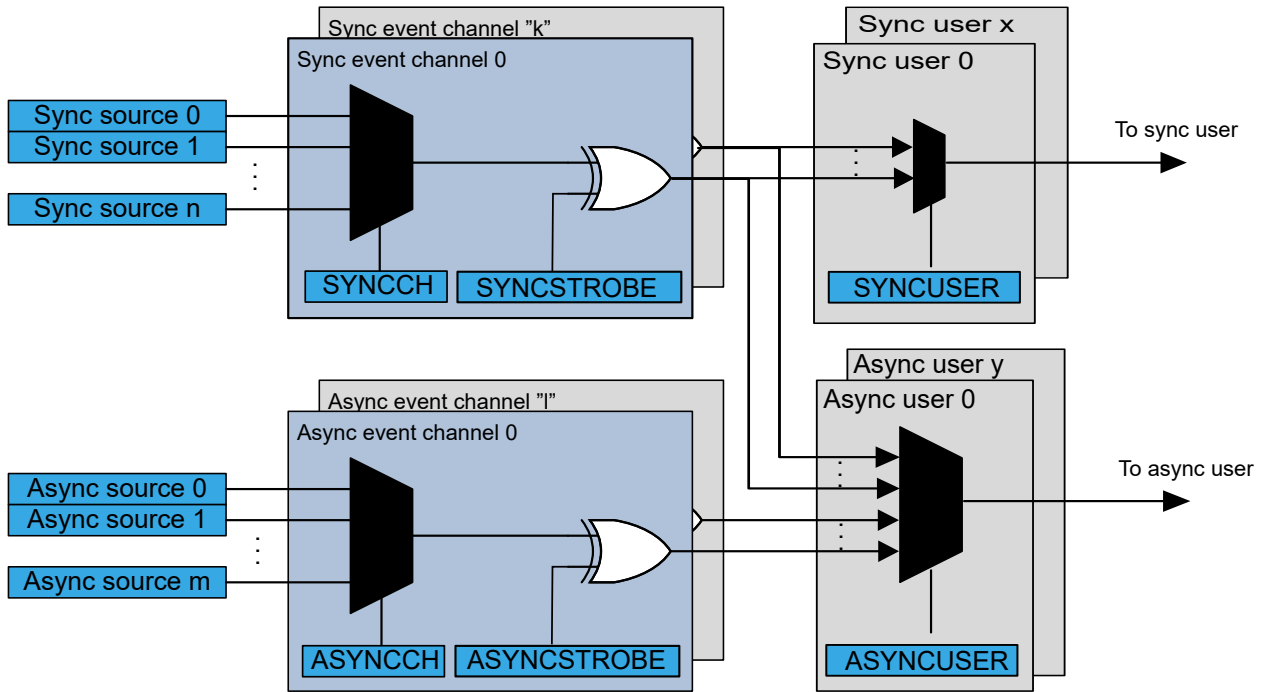 Sync event channel ”k”
Sync event channel 0
Sync source 0
Sync source 1
Sync source n
SYNCCH
SYNCSTROBE
Sync user x
Sync user 0
SYNCUSER
To sync user
Async event channel ”l”
Async event channel 0
Async source 0
Async source 1
Async source m
ASYNCCH
ASYNCSTROBE
Async user y
Async user 0
ASYNCUSER
To async user